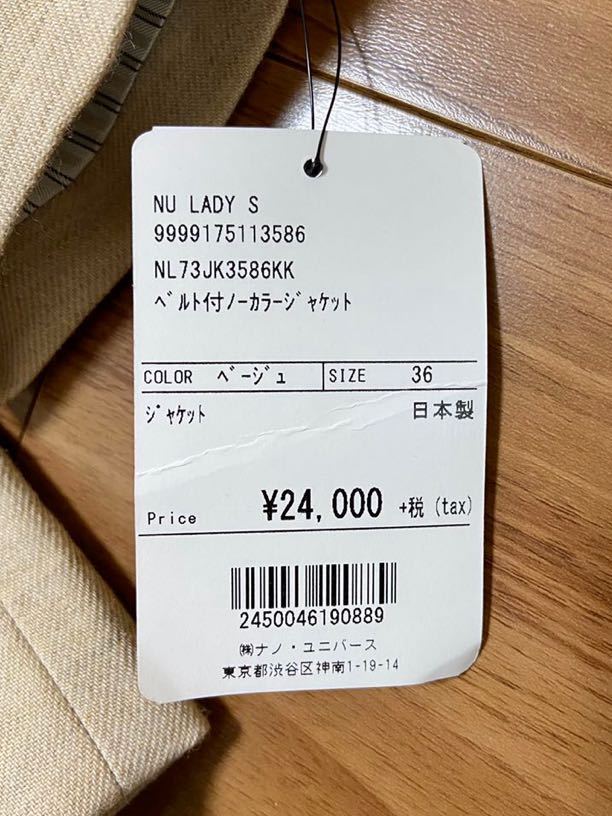 NU LADY S
9999175113586
NL73JK3586KK
ﾍﾞﾙﾄ付ﾉｰｶﾗｰｼﾞｬｹｯﾄ
COLOR ベージュ SIZE 36
ｼﾞｬｹｯﾄ 日本製
Price ¥24,000 +税(tax)
2450046190889
㈱ナノ・ユニバース
東京都渋谷区神南1-19-14